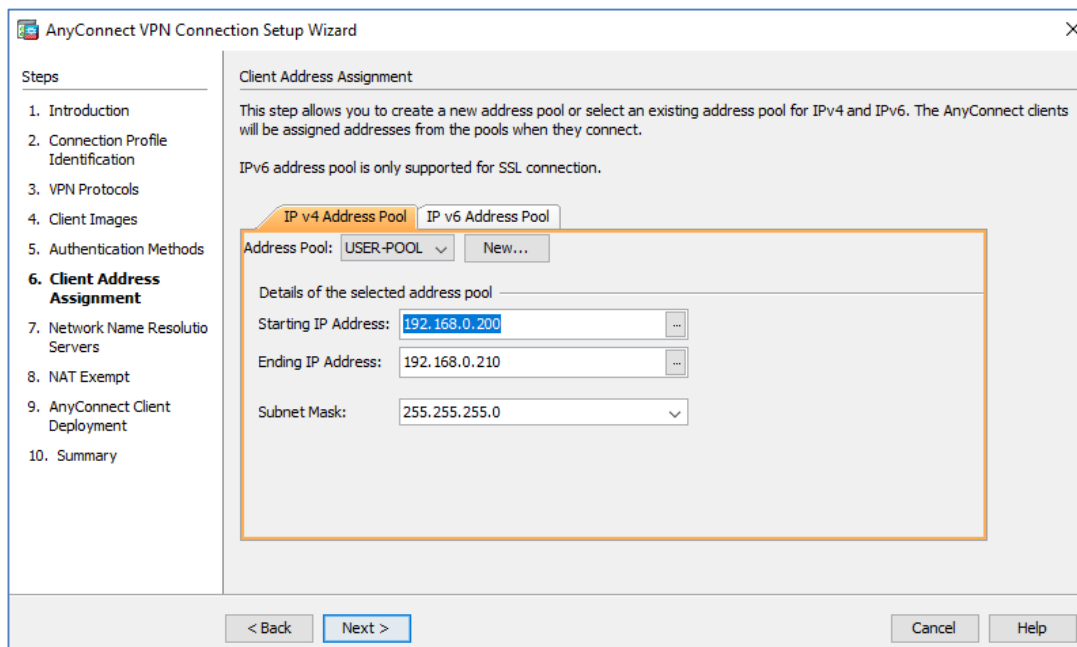 AnyConnect VPN Connection Setup Wizard
Steps
1. Introduction
2. Connection Profile
Identification
3. VPN Protocols
4. Client Images
5. Authentication Methods
6. Client Address
Assignment
7. Network Name Resolutio
Servers
8. NAT Exempt
9. AnyConnect Client
Deployment
10. Summary
Client Address Assignment
This step allows you to create a new address pool or select an existing address pool for IPv4 and IPv6. The AnyConnect clients
will be assigned addresses from the pools when they connect.
IPv6 address pool is only supported for SSL connection.
IP v4 Address Pool IP v6 Address Pool
Address Pool: USER-POOL New...
Details of the selected address pool
Starting IP Address: 192.168.0.200 ...
Ending IP Address: 192.168.0.210 ...
Subnet Mask: 255.255.255.0
< Back Next > Cancel Help